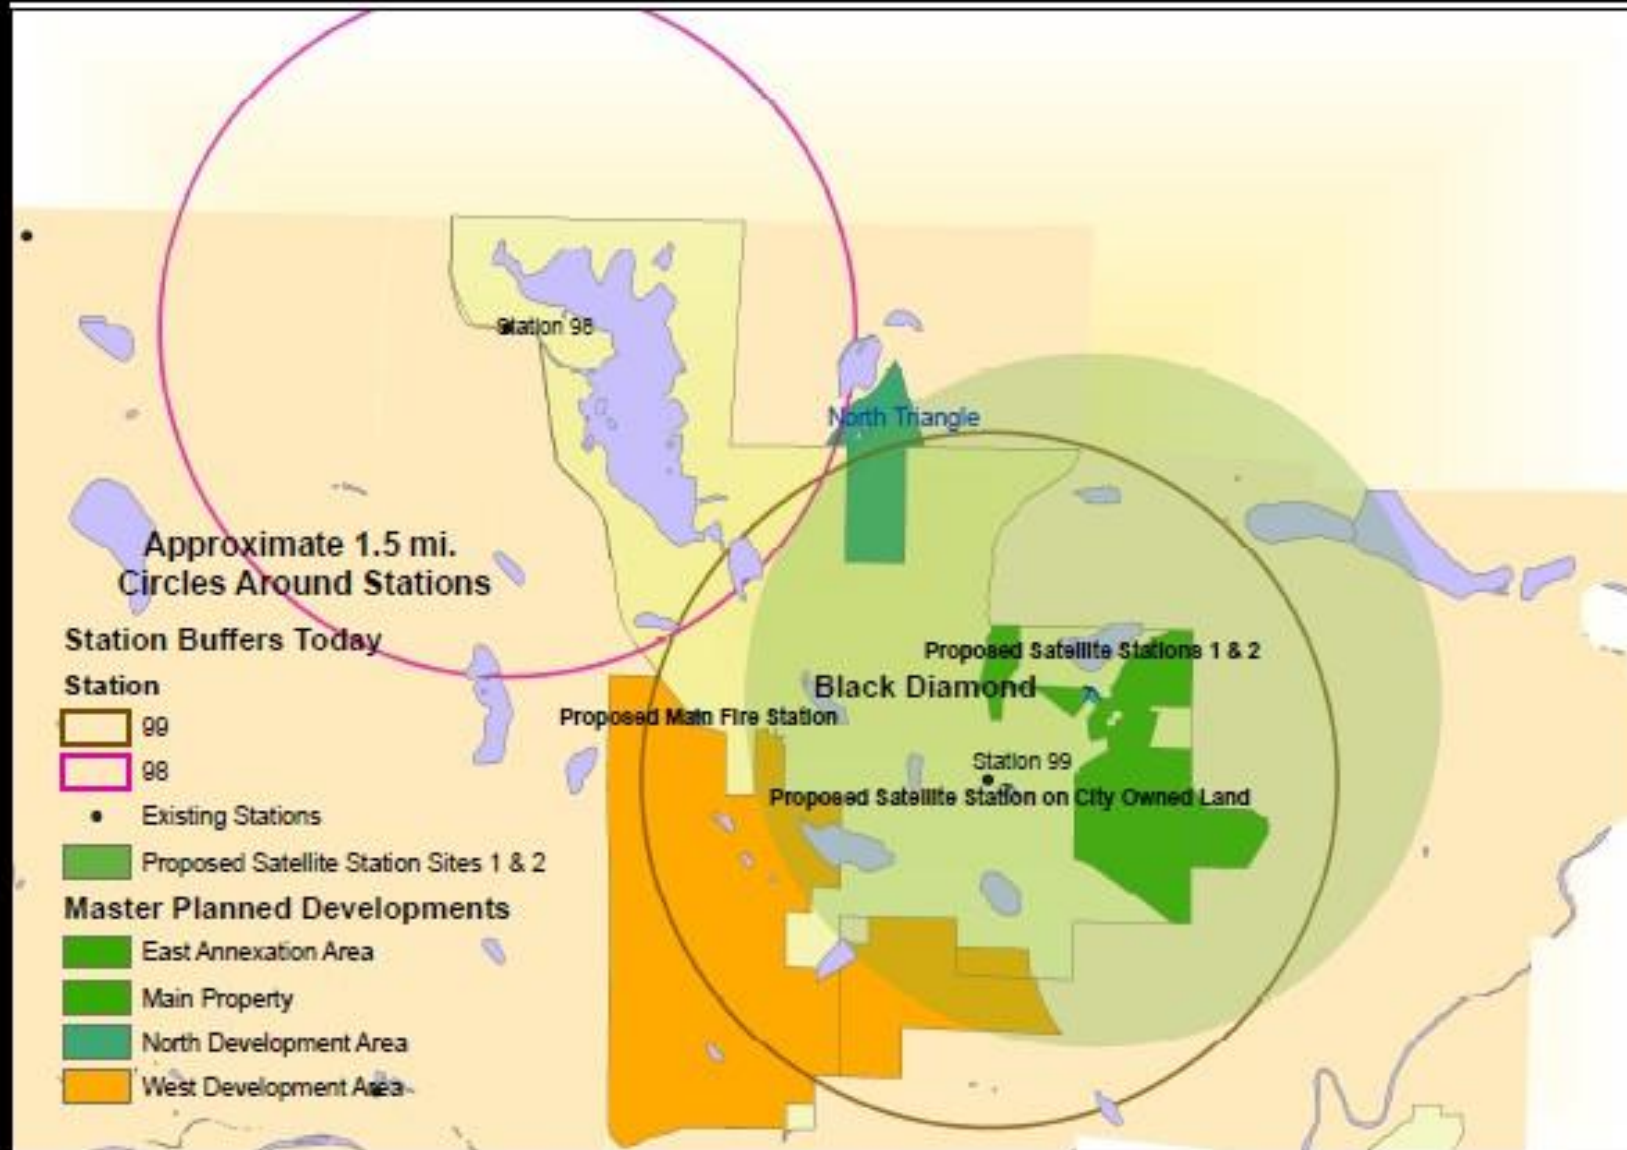 Station 98
North Triangle
Approximate 1.5 mi.
Circles Around Stations
Station Buffers Today
Station
99
98
Existing Stations
Proposed Satellite Station Sites 1 & 2
Master Planned Developments
East Annexation Area
Main Property
North Development Area
West Development Area
Proposed Satellite Stations 1 & 2
Black Diamond
Proposed Main Fire Station
Station 99
Proposed Satellite Station on City Owned Land